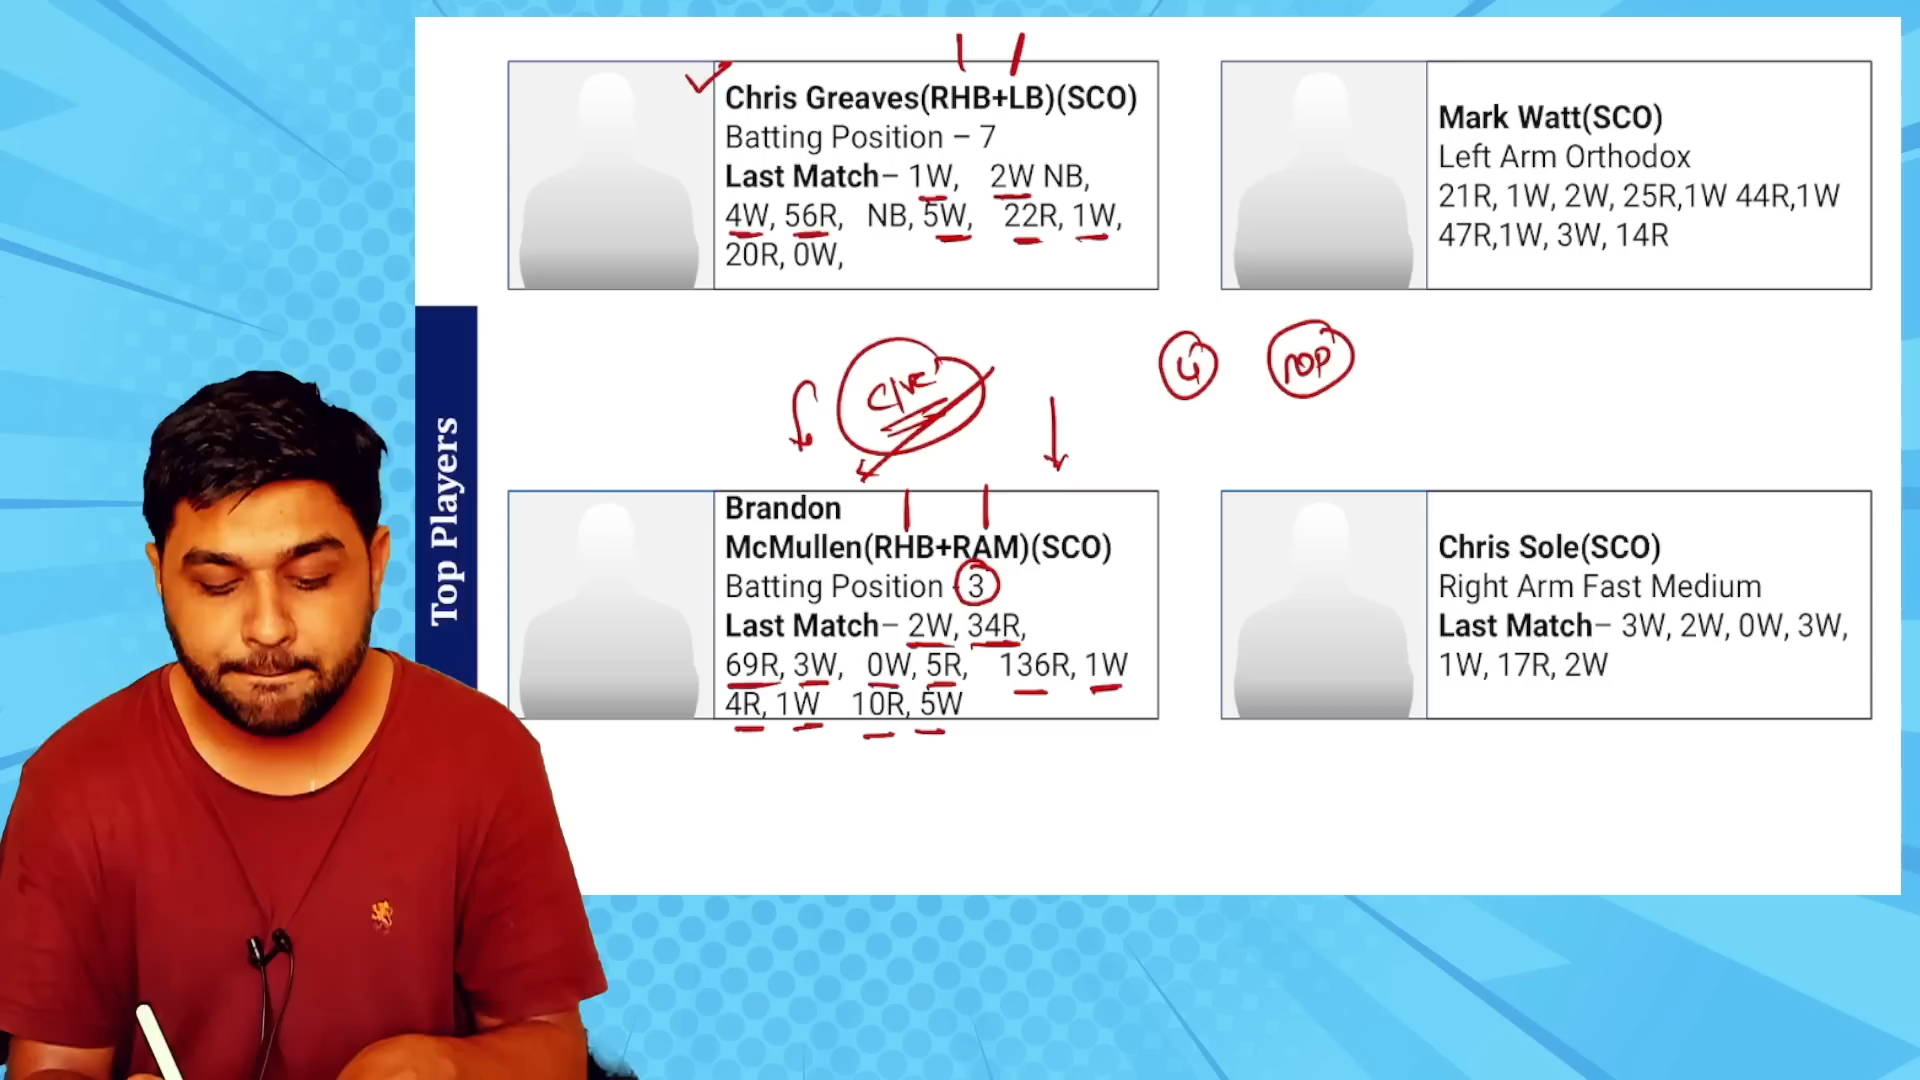 Chris Greaves(RHB+LB)(SCO)
Batting Position – 7
Last Match– 1W, 2W NB,
4W, 56R, NB, 5W, 22R, 1W,
20R, 0W,
Mark Watt(SCO)
Left Arm Orthodox
21R, 1W, 2W, 25R,1W 44R,1W
47R,1W, 3W, 14R
Top Players
C/VC
Brandon
McMullen(RHB+RAM)(SCO)
Batting Position - 3
Last Match– 2W, 34R,
69R, 3W, 0W, 5R, 136R, 1W
4R, 1W 10R, 5W
Chris Sole(SCO)
Right Arm Fast Medium
Last Match– 3W, 2W, 0W, 3W,
1W, 17R, 2W